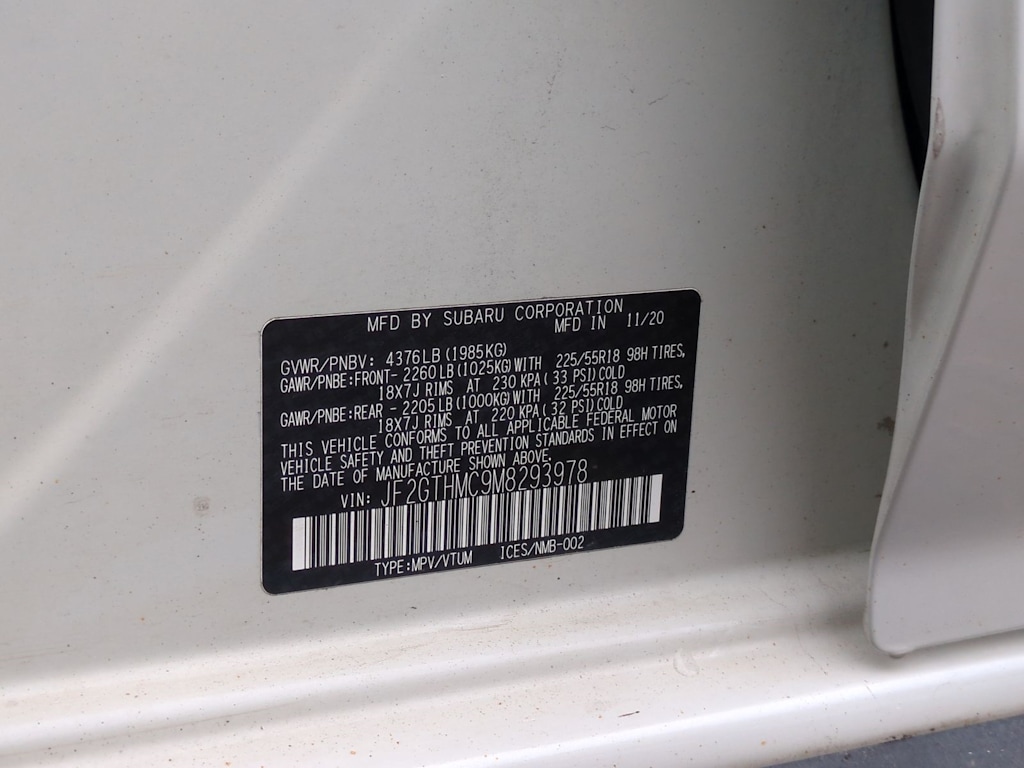 MFD BY SUBARU CORPORATION
MFD IN 11/20
GVWR/PNBV: 4376LB(1985KG)
GAWR/PNBE:FRONT- 2260LB(1025KG)WITH 225/55R18 98H TIRES,
18X7J RIMS AT 230 KPA( 33 PSI)COLD
GAWR/PNBE:REAR - 2205LB(1000KG)WITH 225/55R18 98H TIRES,
18X7J RIMS AT 220 KPA( 32 PSI)COLD
THIS VEHICLE CONFORMS TO ALL APPLICABLE FEDERAL MOTOR
VEHICLE SAFETY AND THEFT PREVENTION STANDARDS IN EFFECT ON
THE DATE OF MANUFACTURE SHOWN ABOVE.
VIN: JF2GTHMC9M8293978
TYPE:MPV/VTUM ICES/NMB-002